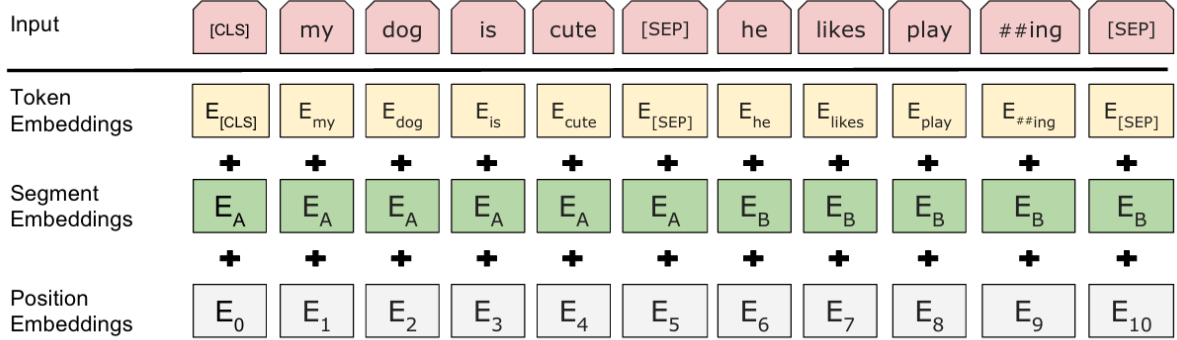 Input [CLS] my dog is cute [SEP] he likes play ##ing [SEP]
Token Embeddings E[CLS] Emy Edog Eis Ecute E[SEP] Ehe Elikes Eplay E##ing E[SEP]
+ + + + + + + + + + +
Segment Embeddings EA EA EA EA EA EA EB EB EB EB EB
+ + + + + + + + + + +
Position Embeddings E0 E1 E2 E3 E4 E5 E6 E7 E8 E9 E10